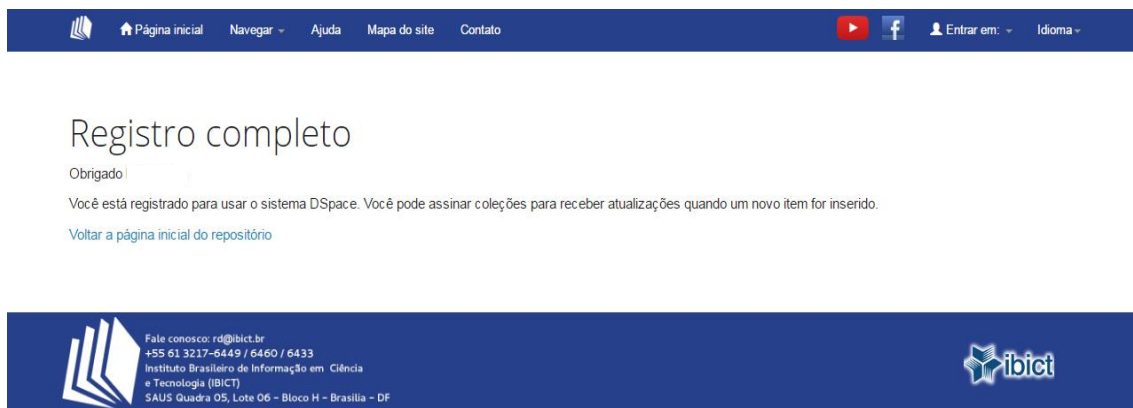 Página inicial Navegar Ajuda Mapa do site Contato Entrar em: Idioma
Registro completo
Obrigado
Você está registrado para usar o sistema DSpace. Você pode assinar coleções para receber atualizações quando um novo item for inserido.
Voltar a página inicial do repositório
Fale conosco: rd@ibict.br
+55 61 3217-6449 / 6460 / 6433
Instituto Brasileiro de Informação em Ciência
e Tecnologia (IBICT)
SAUS Quadra 05, Lote 06 - Bloco H - Brasilia - DF
ibict